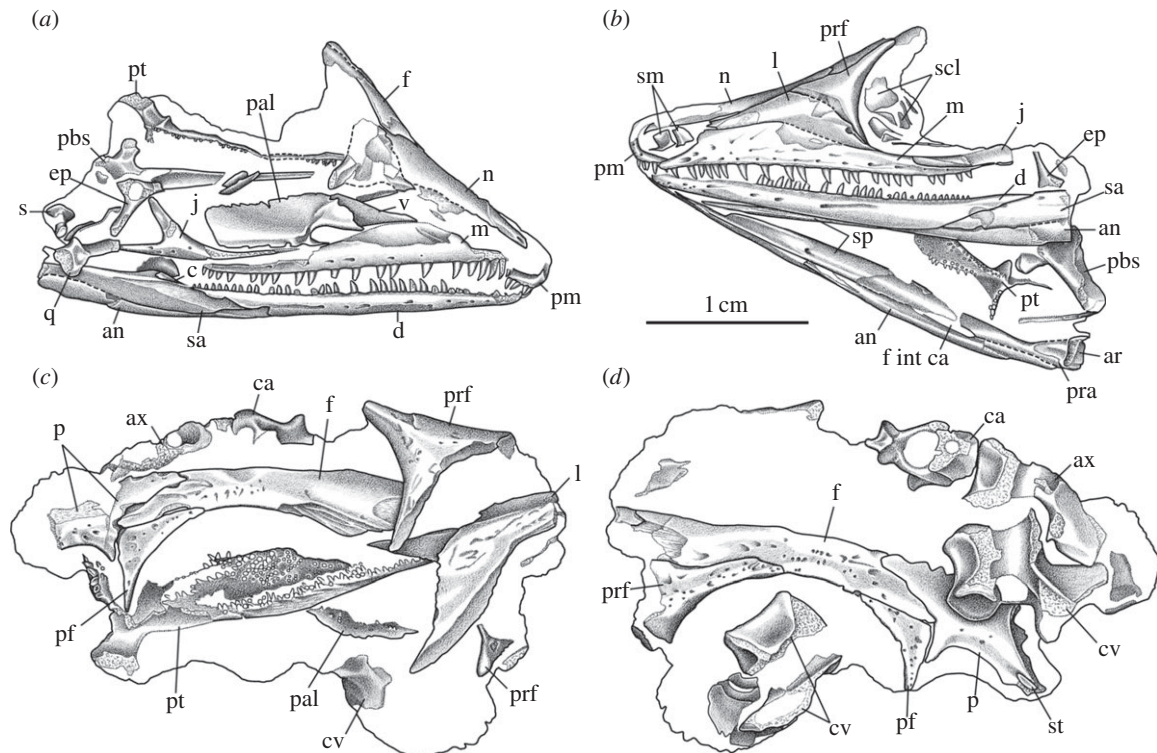 (a)
pt
f
pal
pbs
ep
n
s
j
v
m
c
q
an
sa
d
pm
(b)
prf
l
scl
sm
n
m
j
pm
ep
d
sa
an
sp
pbs
pt
1 cm
an
f int ca
ar
pra
(c)
ca
prf
ax
f
p
l
pf
pt
pal
prf
cv
(d)
ca
ax
f
prf
cv
pf
p
st
cv